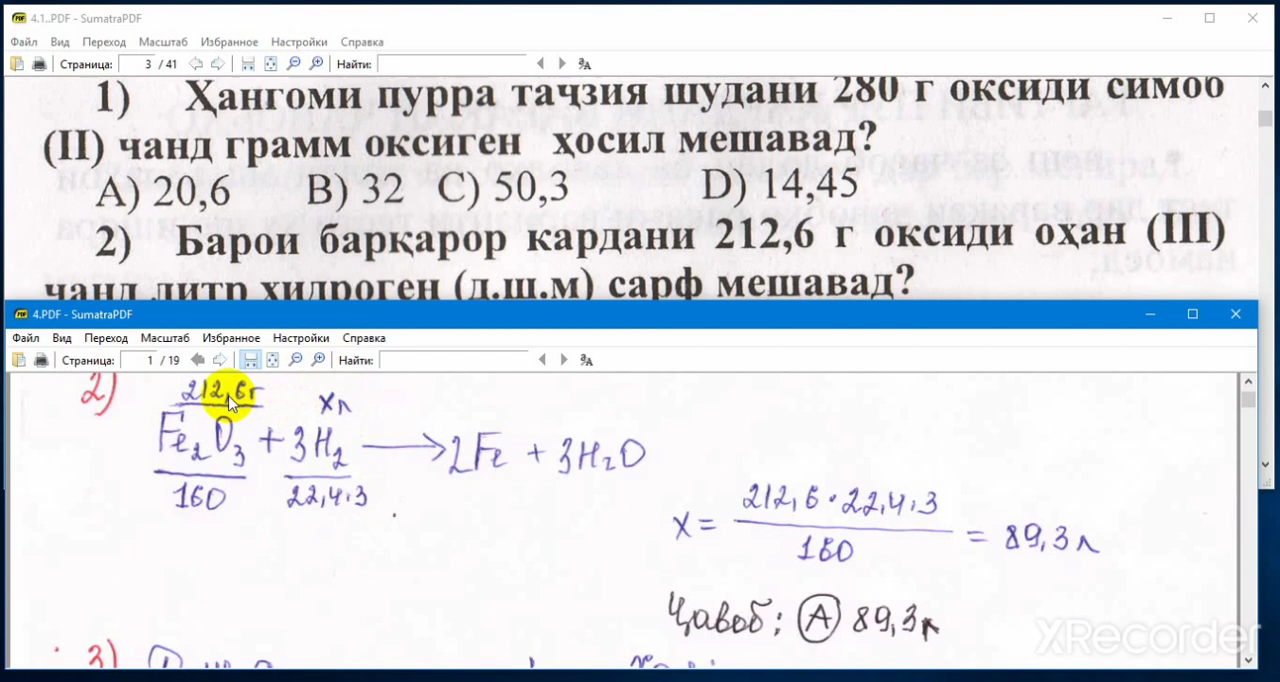 4.1..PDF - SumatraPDF
Файл Вид Переход Масштаб Избранное Настройки Справка
Страница: 3 / 41 Найти:
1) Ҳангоми пурра таҷзия шудани 280 г оксиди симоб
(II) чанд грамм оксиген ҳосил мешавад?
A) 20,6 B) 32 C) 50,3 D) 14,45
2) Барои барқарор кардани 212,6 г оксиди оҳан (III)
чанд литр хидроген (д.ш.м) сарф мешавад?
4.PDF - SumatraPDF
Файл Вид Переход Масштаб Избранное Настройки Справка
Страница: 1 / 19 Найти:
2)
212,6г xл
Fe₂O₃ + 3H₂ ⟶ 2Fe + 3H₂O
160 22,4.3
x = 212,6 · 22,4.3 / 160 = 89,3 л
Ҷавоб: A 89,3л
3)
XRecorder